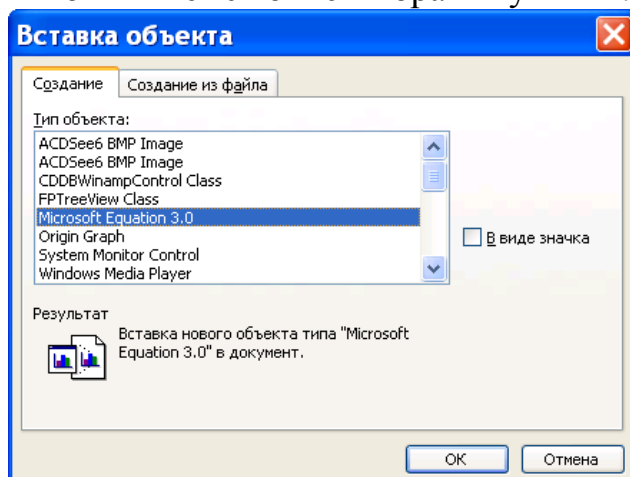 Вставка объекта
Создание
Создание из файла
Тип объекта:
ACDSee6 BMP Image
ACDSee6 BMP Image
CDDBWinampControl Class
FPTreeView Class
Microsoft Equation 3.0
Origin Graph
System Monitor Control
Windows Media Player
В виде значка
Результат
Вставка нового объекта типа "Microsoft
Equation 3.0" в документ.
ОК
Отмена